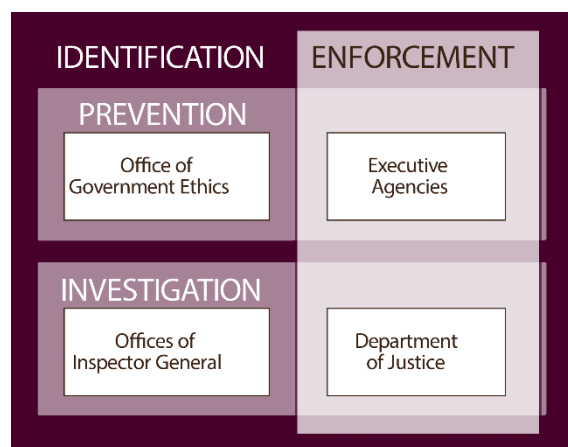 IDENTIFICATION ENFORCEMENT
PREVENTION
Office of
Government Ethics
Executive
Agencies
INVESTIGATION
Offices of
Inspector General
Department
of Justice